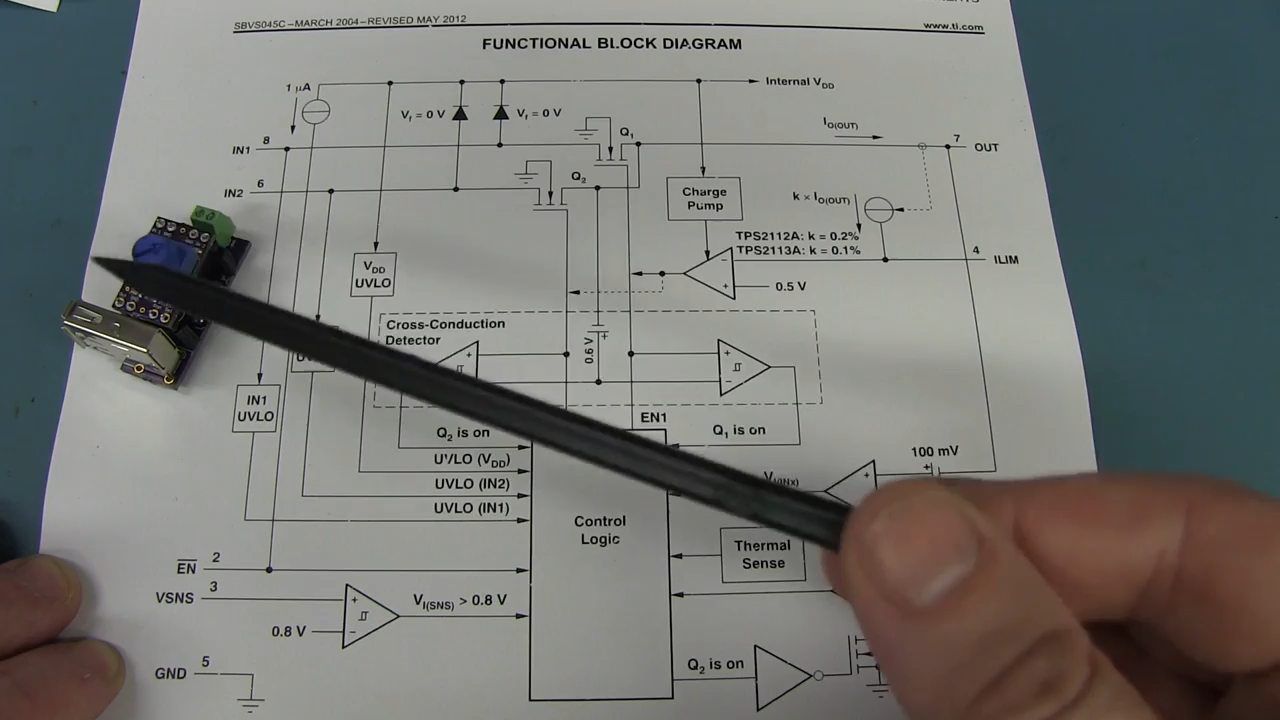 SBVS045C – MARCH 2004 – REVISED MAY 2012
www.ti.com
FUNCTIONAL BLOCK DIAGRAM
Internal VDD
1 µA
Vf = 0 V
Vf = 0 V
Q1
IO(OUT)
IN1
8
7
OUT
Q2
IN2
6
Charge
Pump
k × IO(OUT)
TPS2112A: k = 0.2%
TPS2113A: k = 0.1%
4
ILIM
VDD
UVLO
0.5 V
Cross-Conduction
Detector
0.6 V
+
−
+
+
−
+
−
IN1
UVLO
EN1
Q2 is on
Q1 is on
UVLO (VDD)
UVLO (IN2)
UVLO (IN1)
100 mV
+
+
Control
Logic
Thermal
Sense
EN
2
VSNS
3
+
−
VI(SNS) > 0.8 V
0.8 V
GND
5
Q2 is on